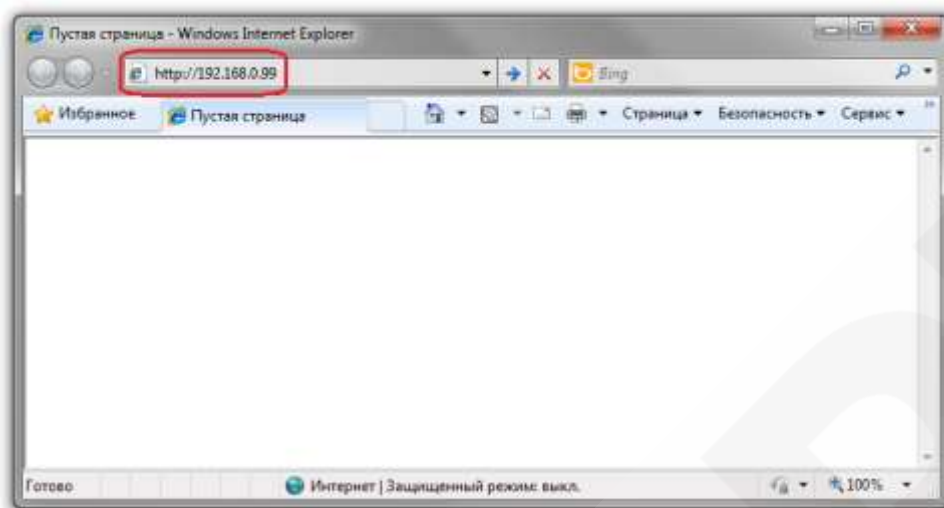 Пустая страница - Windows Internet Explorer
http://192.168.0.99
Bing
Избранное
Пустая страница
Страница
Безопасность
Сервис
Готово
Интернет | Защищенный режим: выкл.
100%